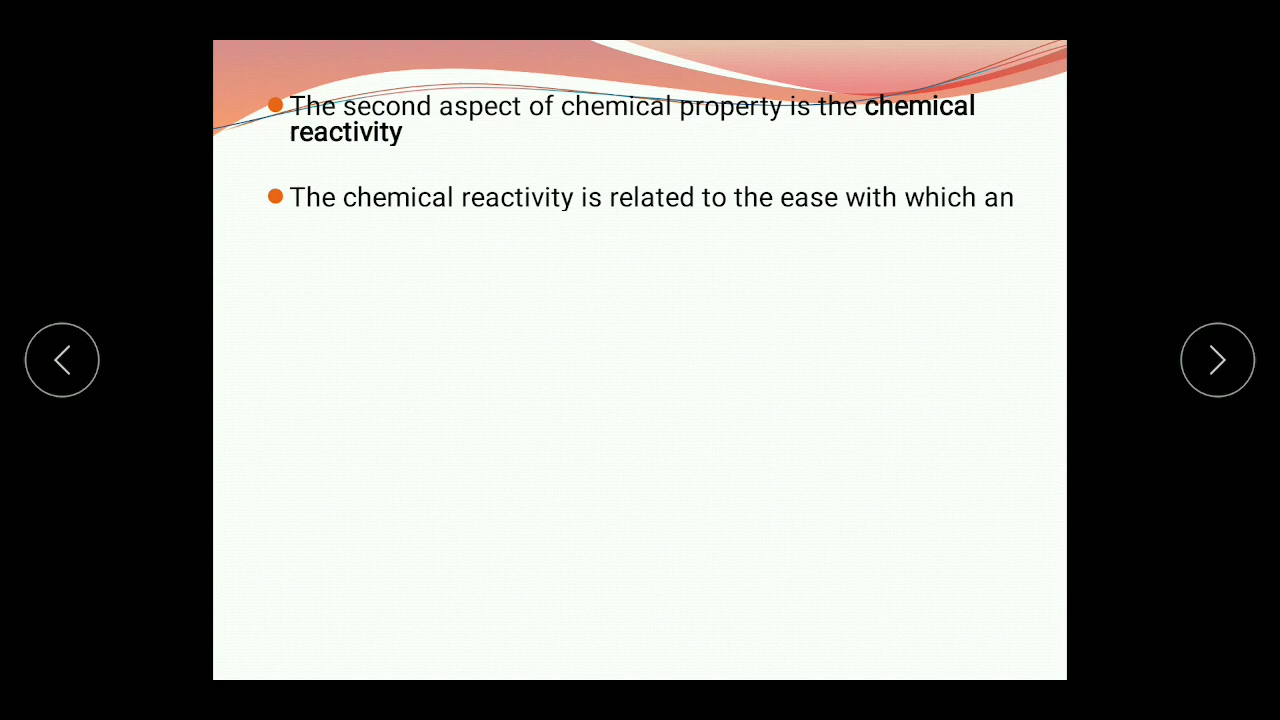 The second aspect of chemical property is the chemical
reactivity
The chemical reactivity is related to the ease with which an